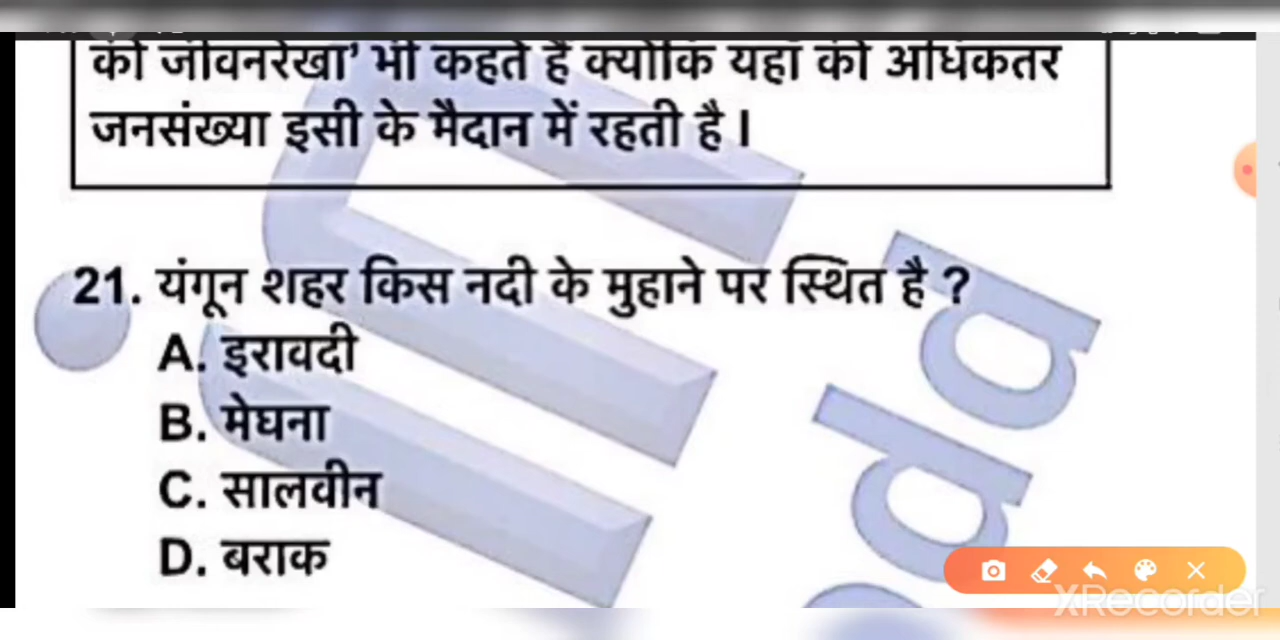 की जीवनरेखा' भी कहते हैं क्योंकि यहाँ की अधिकतर
जनसंख्या इसी के मैदान में रहती है।
21. यंगून शहर किस नदी के मुहाने पर स्थित है ?
A. इरावदी
B. मेघना
C. सालवीन
D. बराक
XRecorder